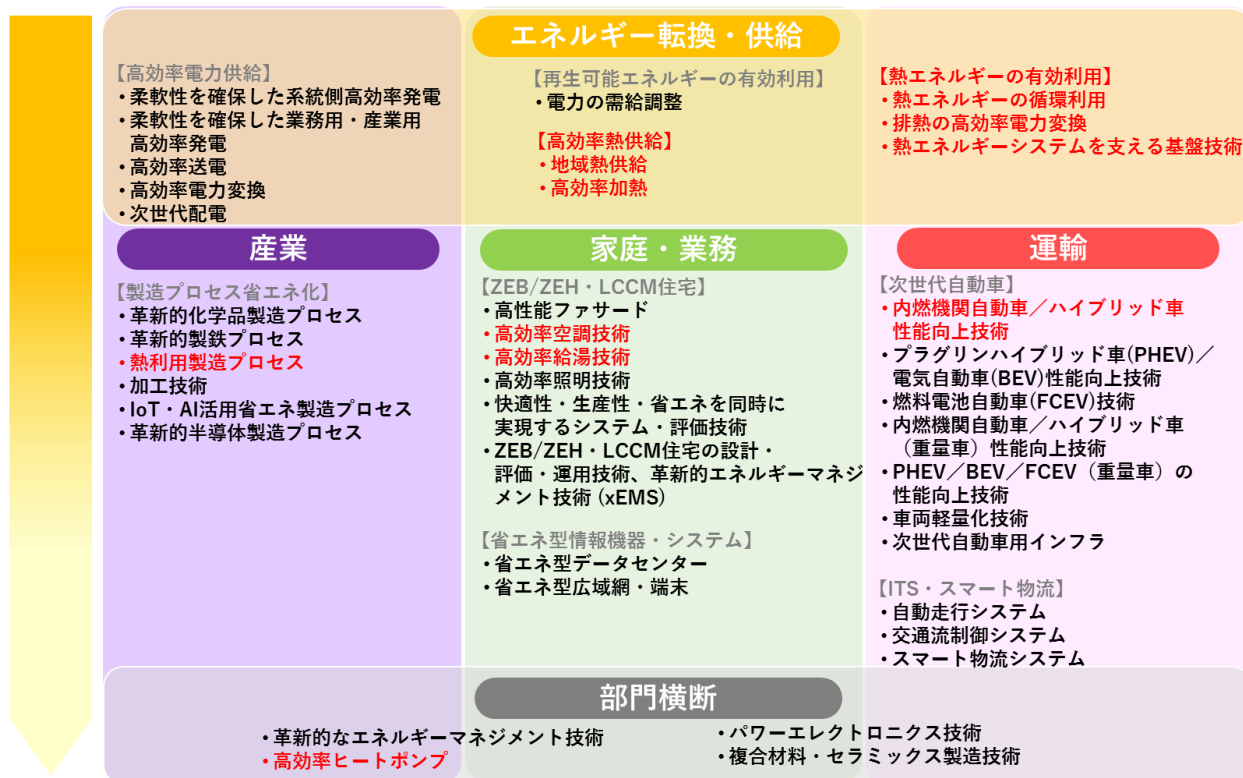 エネルギー転換・供給
【高効率電力供給】
・柔軟性を確保した系統側高効率発電
・柔軟性を確保した業務用・産業用
高効率発電
・高効率送電
・高効率電力変換
・次世代配電
【再生可能エネルギーの有効利用】
・電力の需給調整
【高効率熱供給】
・地域熱供給
・高効率加熱
【熱エネルギーの有効利用】
・熱エネルギーの循環利用
・排熱の高効率電力変換
・熱エネルギーシステムを支える基盤技術
産業
【製造プロセス省エネ化】
・革新的化学品製造プロセス
・革新的製鉄プロセス
・熱利用製造プロセス
・加工技術
・IoT・AI活用省エネ製造プロセス
・革新的半導体製造プロセス
家庭・業務
【ZEB/ZEH・LCCM住宅】
・高性能ファサード
・高効率空調技術
・高効率給湯技術
・高効率照明技術
・快適性・生産性・省エネを同時に
実現するシステム・評価技術
・ZEB/ZEH・LCCM住宅の設計・
評価・運用技術、革新的エネルギーマネジ
メント技術 (xEMS)
【省エネ型情報機器・システム】
・省エネ型データセンター
・省エネ型広域網・端末
運輸
【次世代自動車】
・内燃機関自動車／ハイブリッド車
性能向上技術
・プラグリンハイブリッド車(PHEV)／
電気自動車(BEV)性能向上技術
・燃料電池自動車(FCEV)技術
・内燃機関自動車／ハイブリッド車
（重量車）性能向上技術
・PHEV／BEV／FCEV（重量車）の
性能向上技術
・車両軽量化技術
・次世代自動車用インフラ
【ITS・スマート物流】
・自動走行システム
・交通流制御システム
・スマート物流システム
部門横断
・革新的なエネルギーマネジメント技術
・高効率ヒートポンプ
・パワーエレクトロニクス技術
・複合材料・セラミックス製造技術